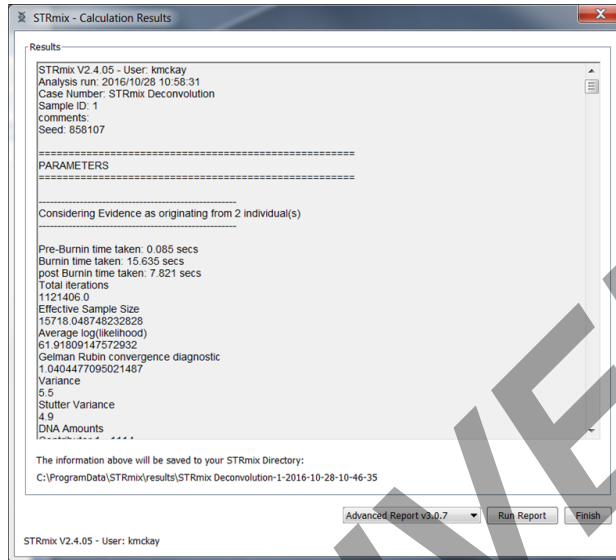 STRmix - Calculation Results
Results
STRmix V2.4.05 - User: kmckay
Analysis run: 2016/10/28 10:58:31
Case Number: STRmix Deconvolution
Sample ID: 1
comments:
Seed: 858107
=====================================================
PARAMETERS
=====================================================
-----------------------------------------------------
Considering Evidence as originating from 2 individual(s)
-----------------------------------------------------
Pre-Burnin time taken: 0.085 secs
Burnin time taken: 15.635 secs
post Burnin time taken: 7.821 secs
Total iterations
1121406.0
Effective Sample Size
15718.048748232828
Average log(likelihood)
61.91809147572932
Gelman Rubin convergence diagnostic
1.0404477095021487
Variance
5.5
Stutter Variance
4.9
DNA Amounts
The information above will be saved to your STRmix Directory:
C:\ProgramData\STRmix\results\STRmix Deconvolution-1-2016-10-28-10-46-35
Advanced Report v3.0.7 Run Report Finish
STRmix V2.4.05 - User: kmckay